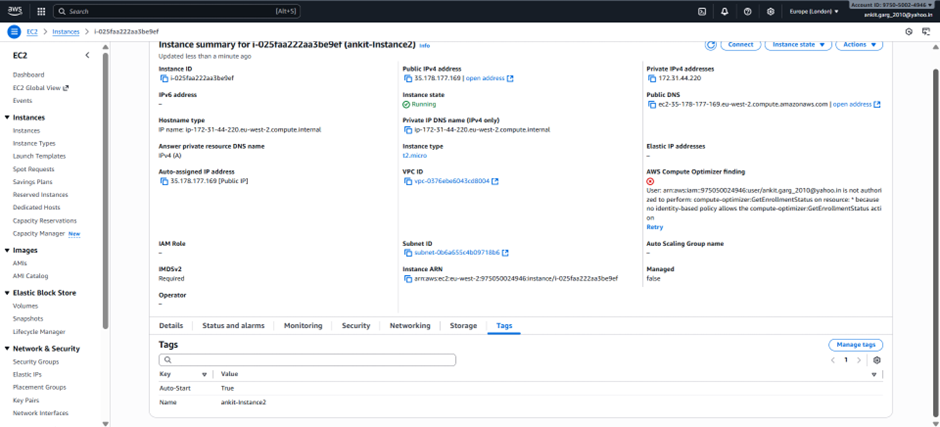 aws
Search
[Alt+S]
Europe (London)
Account ID: 9750-5002-4946
ankit.garg_2010@yahoo.in
EC2
Instances
i-025faa222aa3be9ef
EC2
Dashboard
EC2 Global View
Events
Instances
Instances
Instance Types
Launch Templates
Spot Requests
Savings Plans
Reserved Instances
Dedicated Hosts
Capacity Reservations
Capacity Manager New
Images
AMIs
AMI Catalog
Elastic Block Store
Volumes
Snapshots
Lifecycle Manager
Network & Security
Security Groups
Elastic IPs
Placement Groups
Key Pairs
Network Interfaces
Instance summary for i-025faa222aa3be9ef (ankit-Instance2) Info
Updated less than a minute ago
Connect
Instance state
Actions
Instance ID
i-025faa222aa3be9ef
Public IPv4 address
35.178.177.169 | open address
Private IPv4 addresses
172.31.44.220
IPv6 address
–
Instance state
Running
Public DNS
ec2-35-178-177-169.eu-west-2.compute.amazonaws.com | open address
Hostname type
IP name: ip-172-31-44-220.eu-west-2.compute.internal
Private IP DNS name (IPv4 only)
ip-172-31-44-220.eu-west-2.compute.internal
Answer private resource DNS name
IPv4 (A)
Instance type
t2.micro
Elastic IP addresses
–
Auto-assigned IP address
35.178.177.169 [Public IP]
VPC ID
vpc-0376ebe6043cd8004
AWS Compute Optimizer finding
User: arn:aws:iam::975050024946:user/ankit.garg_2010@yahoo.in is not authori
zed to perform: compute-optimizer:GetEnrollmentStatus on resource: * because
no identity-based policy allows the compute-optimizer:GetEnrollmentStatus acti
on
Retry
IAM Role
–
Subnet ID
subnet-0b6a655c4b09718b6
Auto Scaling Group name
–
IMDSv2
Required
Instance ARN
arn:aws:ec2:eu-west-2:975050024946:instance/i-025faa222aa3be9ef
Managed
false
Operator
–
Details
Status and alarms
Monitoring
Security
Networking
Storage
Tags
Tags
Manage tags
1
Key
Value
Auto-Start
True
Name
ankit-Instance2